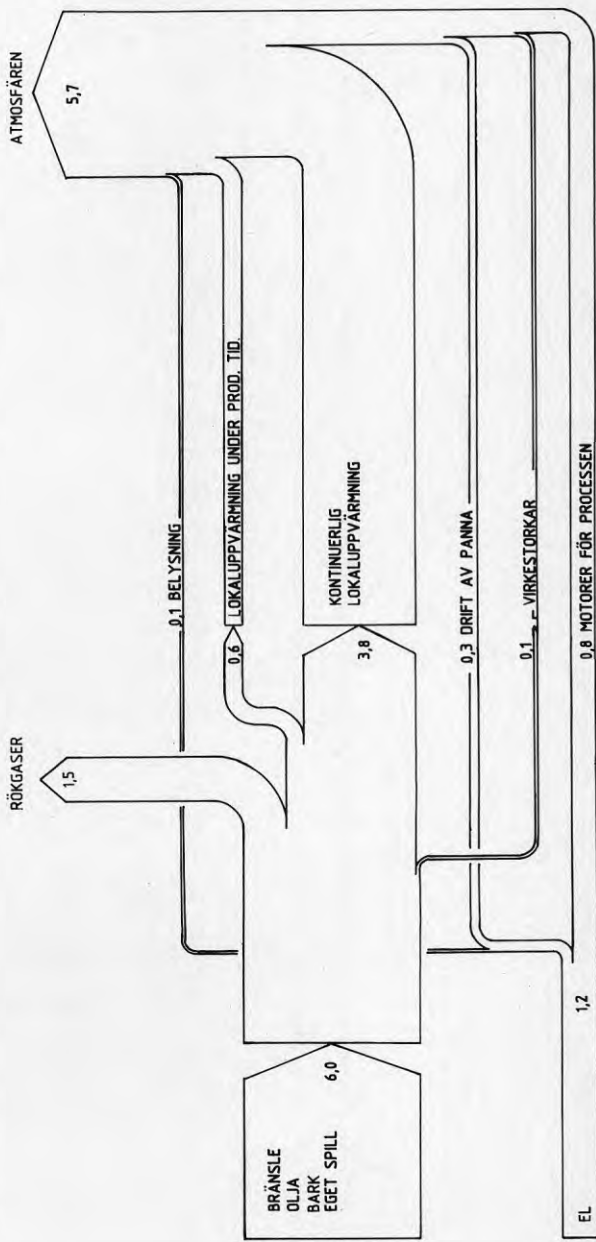 ATMOSFÄREN
5,7
RÖKGASER
1,5
0,1 BELYSNING
0,6 LOKALUPPVÄRMNING UNDER PROD. TID.
KONTINUERLIG
LOKALUPPVÄRMNING
3,8
BRÄNSLE
OLJA
BARK
EGET SPILL
6,0
0,3 DRIFT AV PANNA
0,1 VIRKESTORKAR
EL
1,2
0,8 MOTORER FÖR PROCESSEN